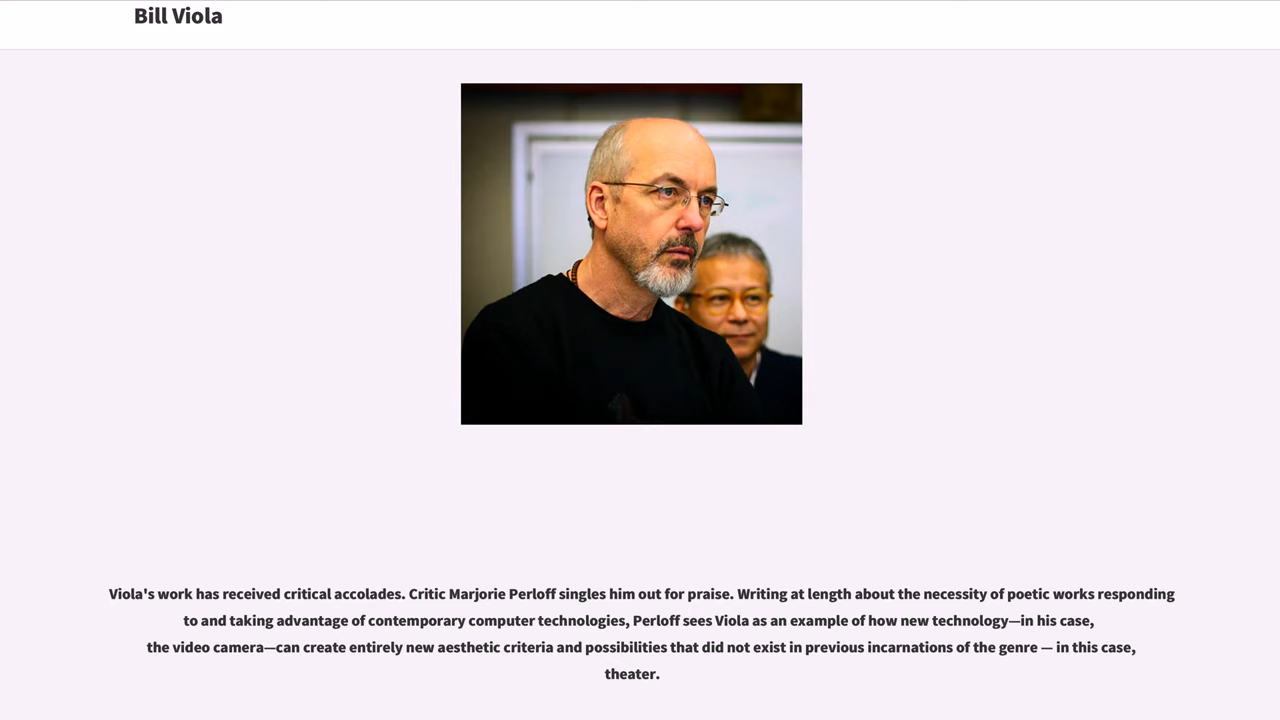 Bill Viola
Viola's work has received critical accolades. Critic Marjorie Perloff singles him out for praise. Writing at length about the necessity of poetic works responding
to and taking advantage of contemporary computer technologies, Perloff sees Viola as an example of how new technology—in his case,
the video camera—can create entirely new aesthetic criteria and possibilities that did not exist in previous incarnations of the genre — in this case,
theater.